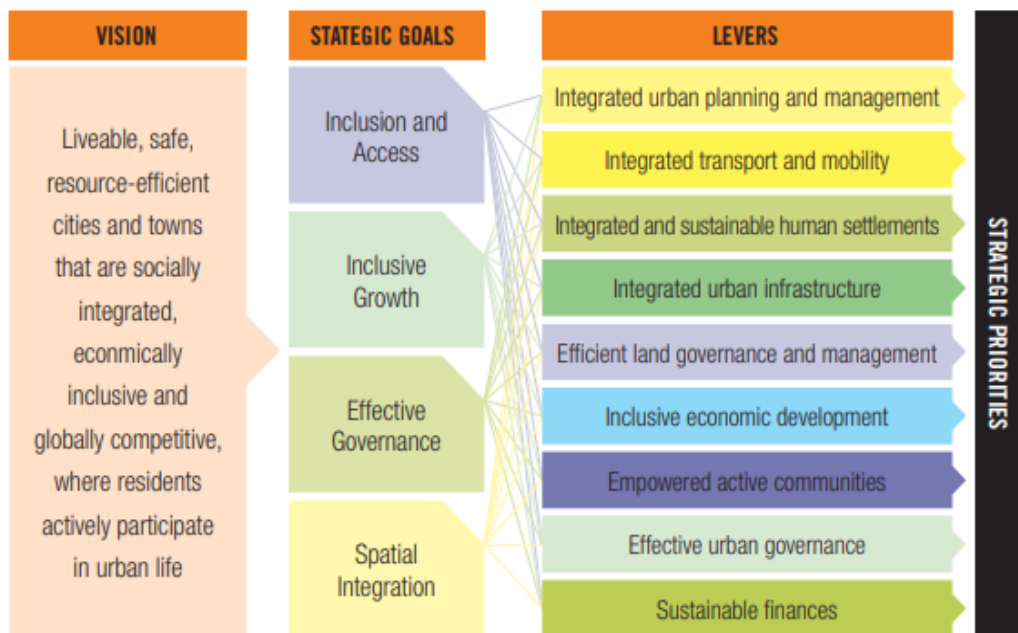 VISION
Liveable, safe,
resource-efficient
cities and towns
that are socially
integrated,
econmically
inclusive and
globally competitive,
where residents
actively participate
in urban life
STATEGIC GOALS
Inclusion and
Access
Inclusive
Growth
Effective
Governance
Spatial
Integration
LEVERS
Integrated urban planning and management
Integrated transport and mobility
Integrated and sustainable human settlements
Integrated urban infrastructure
Efficient land governance and management
Inclusive economic development
Empowered active communities
Effective urban governance
Sustainable finances
STRATEGIC PRIORITIES